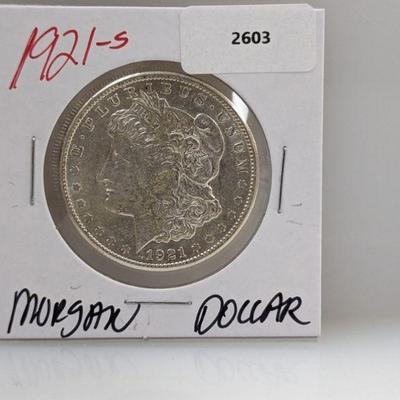 1921-s
2603
E·PLURIBUS·UNUM
1921
MORGAN DOLLAR